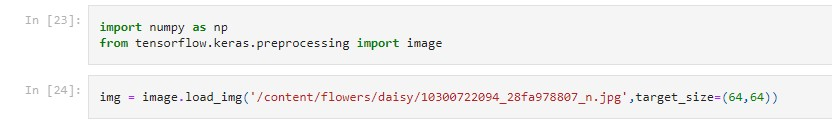 In [23]:
import numpy as np
from tensorflow.keras.preprocessing import image
In [24]:
img = image.load_img('/content/flowers/daisy/10300722094_28fa978807_n.jpg',target_size=(64,64))